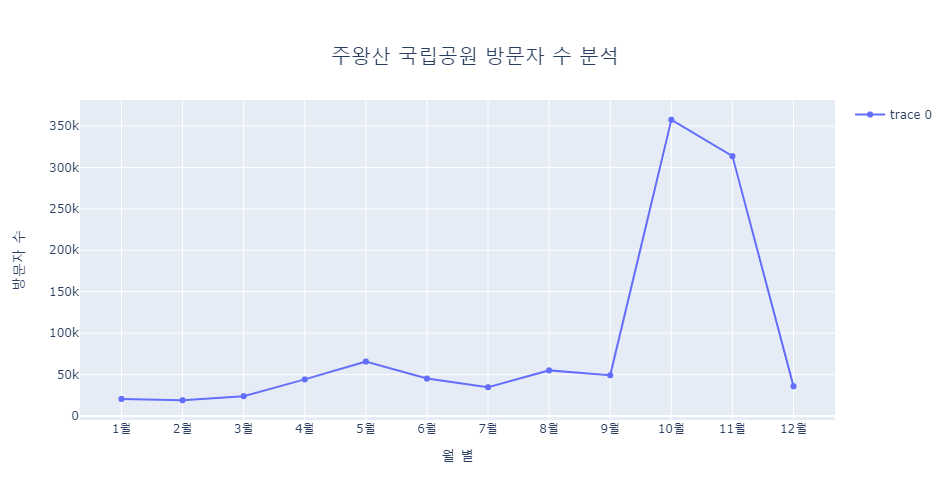 주왕산 국립공원 방문자 수 분석
trace 0
350k
300k
250k
200k
150k
100k
50k
0
방문자 수
1월 2월 3월 4월 5월 6월 7월 8월 9월 10월 11월 12월
월 별